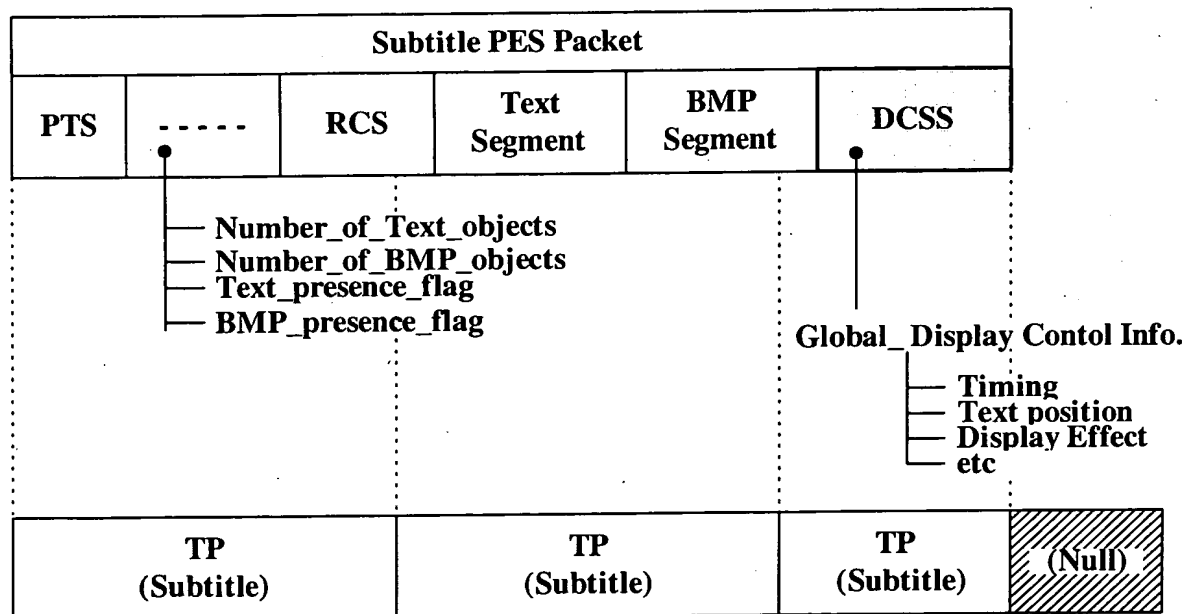 Subtitle PES Packet
PTS
- - - - -
RCS
Text
Segment
BMP
Segment
DCSS
Number_of_Text_objects
Number_of_BMP_objects
Text_presence_flag
BMP_presence_flag
Global_ Display Contol Info.
Timing
Text position
Display Effect
etc
TP
(Subtitle)
TP
(Subtitle)
TP
(Subtitle)
(Null)